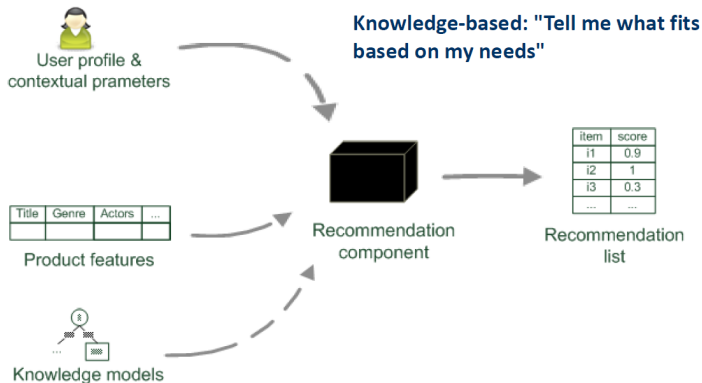 Knowledge-based: "Tell me what fits
based on my needs"
User profile &
contextual prameters
Title Genre Actors ...
Product features
...
Knowledge models
Recommendation
component
item score
i1 0.9
i2 1
i3 0.3
... ...
Recommendation
list